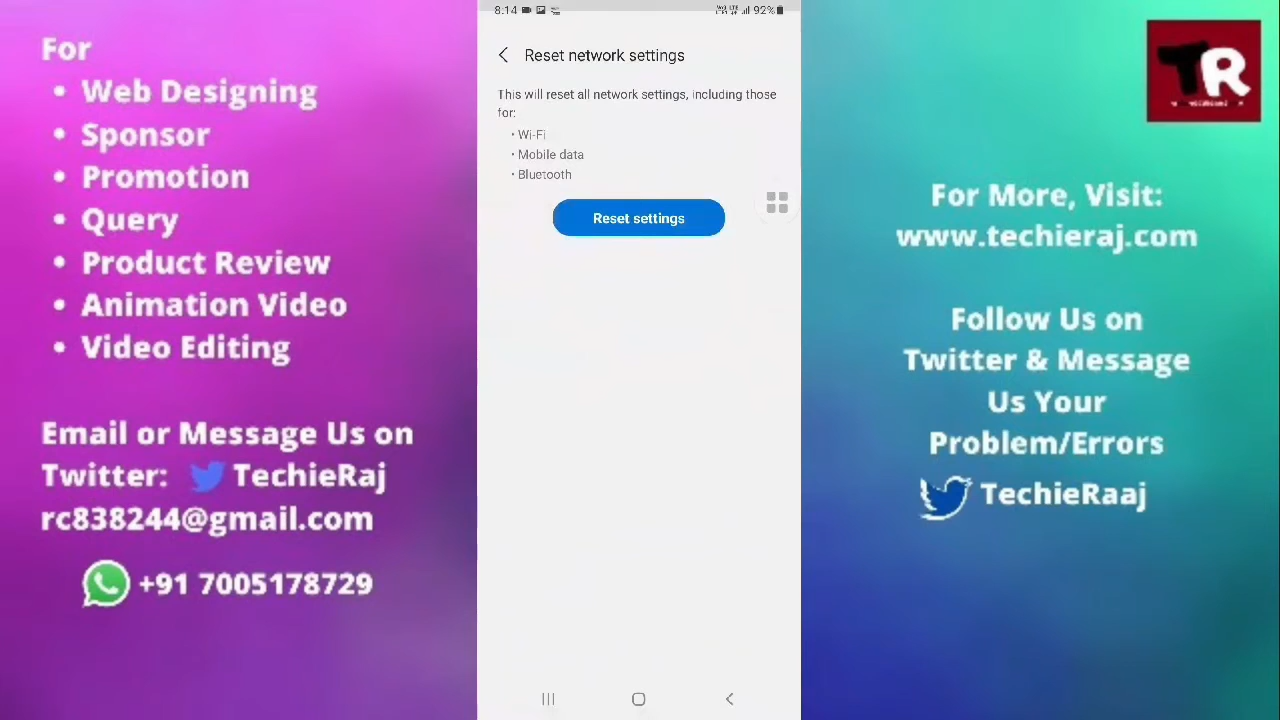 For
• Web Designing
• Sponsor
• Promotion
• Query
• Product Review
• Animation Video
• Video Editing
Email or Message Us on
Twitter: TechieRaj
rc838244@gmail.com
+91 7005178729
8:14
92%
Reset network settings
This will reset all network settings, including those
for:
• Wi-Fi
• Mobile data
• Bluetooth
Reset settings
TR
For More, Visit:
www.techieraj.com
Follow Us on
Twitter & Message
Us Your
Problem/Errors
TechieRaaj